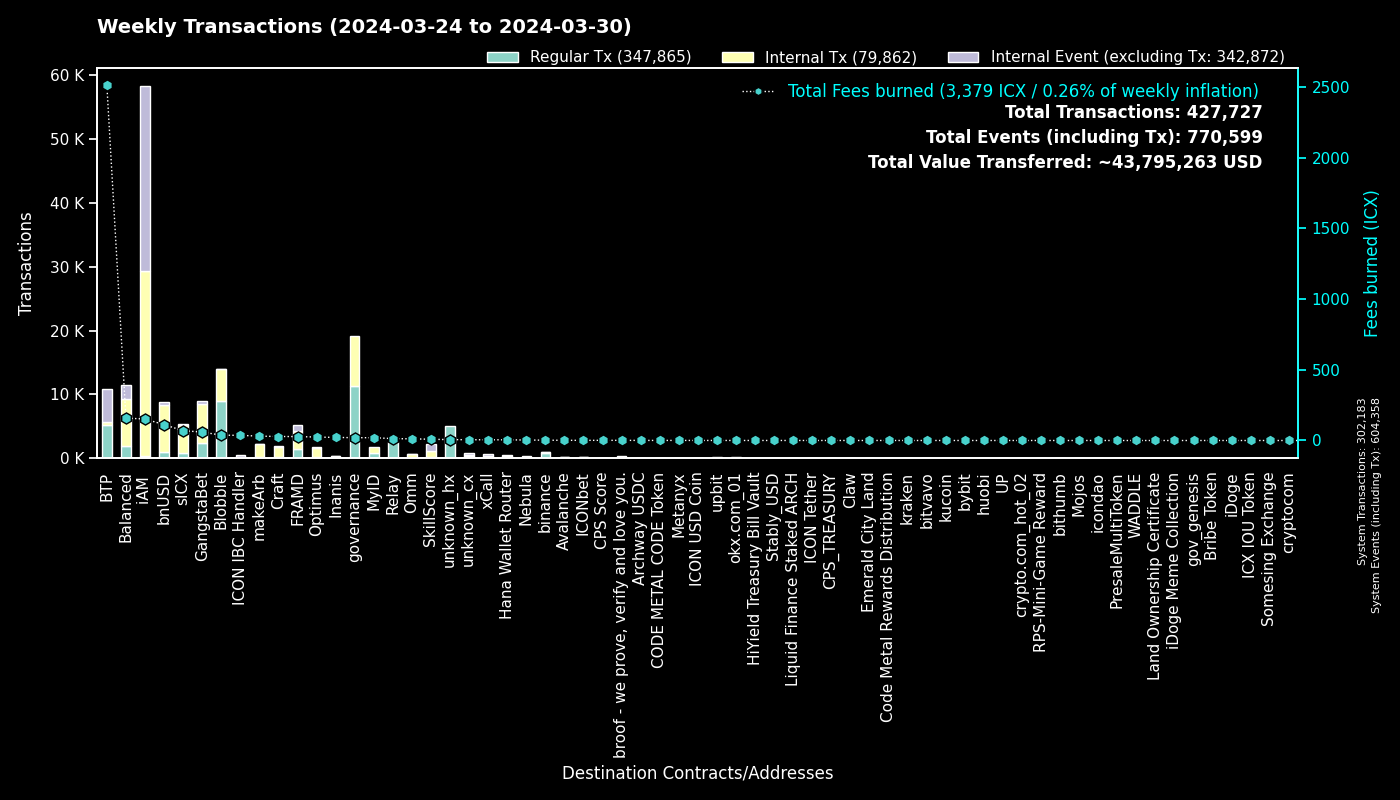 Weekly Transactions (2024-03-24 to 2024-03-30)
Regular Tx (347,865)
Internal Tx (79,862)
Internal Event (excluding Tx: 342,872)
Total Fees burned (3,379 ICX / 0.26% of weekly inflation)
Total Transactions: 427,727
Total Events (including Tx): 770,599
Total Value Transferred: ~43,795,263 USD
Transactions
60 K
50 K
40 K
30 K
20 K
10 K
0 K
2500
2000
1500
1000
500
0
Fees burned (ICX)
System Transactions: 302,183
System Events (including Tx): 604,358
BTP
Balanced
iAM
bnUSD
sICX
GangstaBet
Blobble
ICON IBC Handler
makeArb
Craft
FRAMD
Optimus
Inanis
governance
MyID
Relay
Omm
SkillScore
unknown_hx
unknown_cx
xCall
Hana Wallet Router
Nebula
binance
Avalanche
ICONbet
CPS Score
broof - we prove, verify and love you.
Archway USDC
CODE METAL CODE Token
Metanyx
ICON USD Coin
upbit
okx.com_01
HiYield Treasury Bill Vault
Stably_USD
Liquid Finance Staked ARCH
ICON Tether
CPS_TREASURY
Claw
Emerald City Land
Code Metal Rewards Distribution
kraken
bitvavo
kucoin
bybit
huobi
UP
crypto.com_hot_02
RPS-Mini-Game Reward
bithumb
Mojos
icondao
PresaleMultiToken
WADDLE
Land Ownership Certificate
iDoge Meme Collection
gov_genesis
Bribe Token
iDoge
ICX IOU Token
Somesing Exchange
cryptocom
Destination Contracts/Addresses